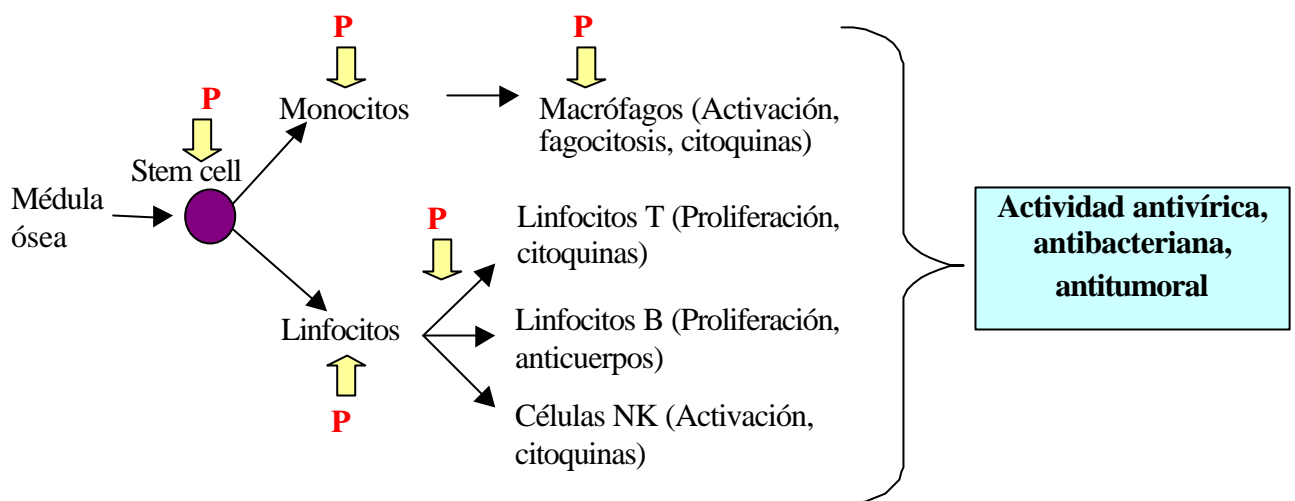 P
P
P
Monocitos
Macrófagos (Activación,
fagocitosis, citoquinas)
Stem cell
Médula
ósea
P
Linfocitos T (Proliferación,
citoquinas)
Linfocitos
P
Linfocitos B (Proliferación,
anticuerpos)
Células NK (Activación,
citoquinas)
Actividad antivírica,
antibacteriana,
antitumoral